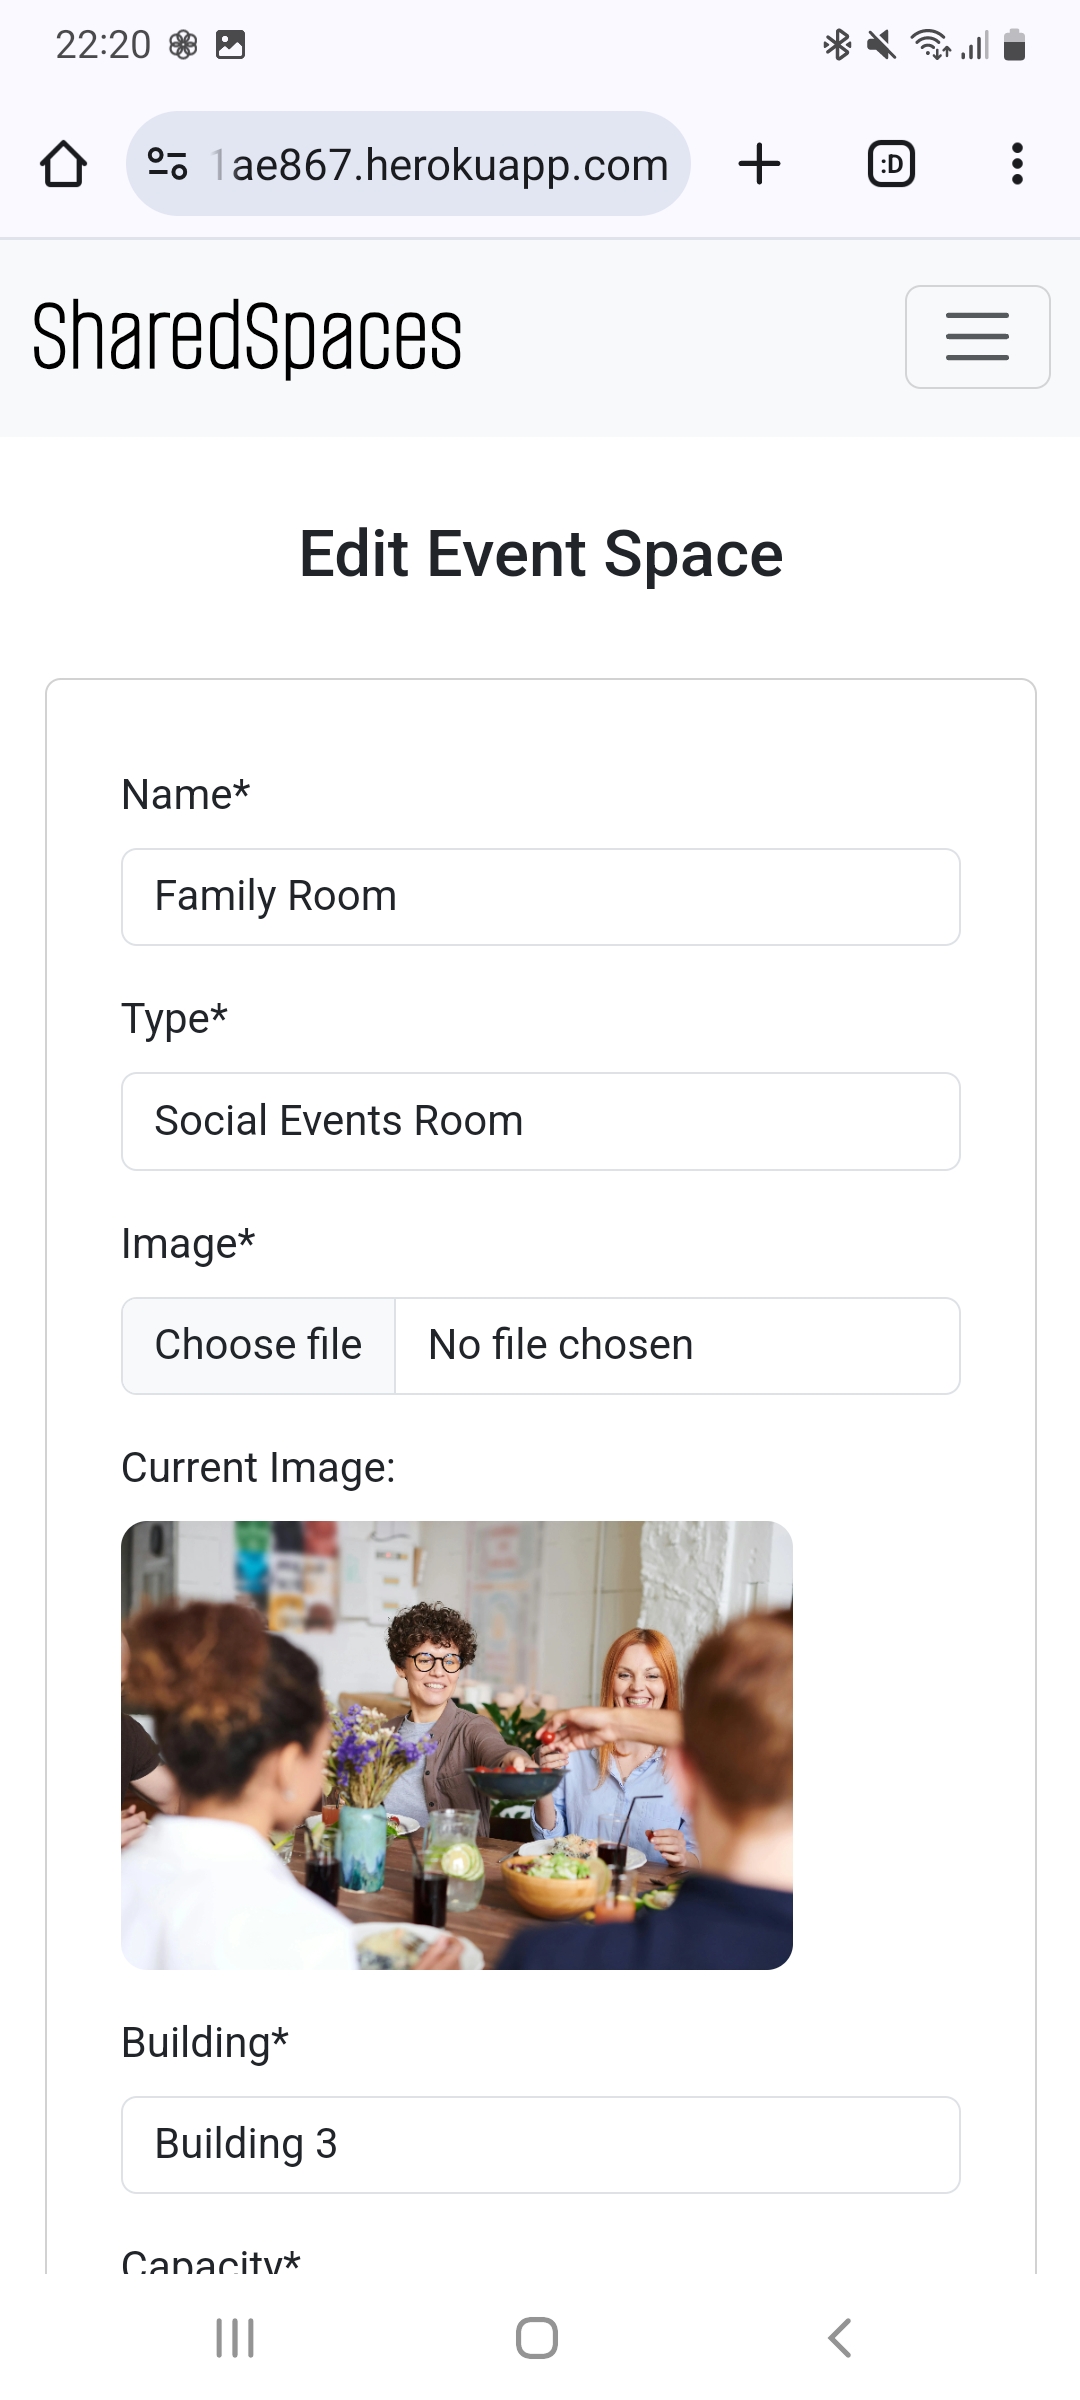 22:20
1ae867.herokuapp.com
:D
SharedSpaces
Edit Event Space
Name*
Family Room
Type*
Social Events Room
Image*
Choose file No file chosen
Current Image:
Building*
Building 3
Capacity*